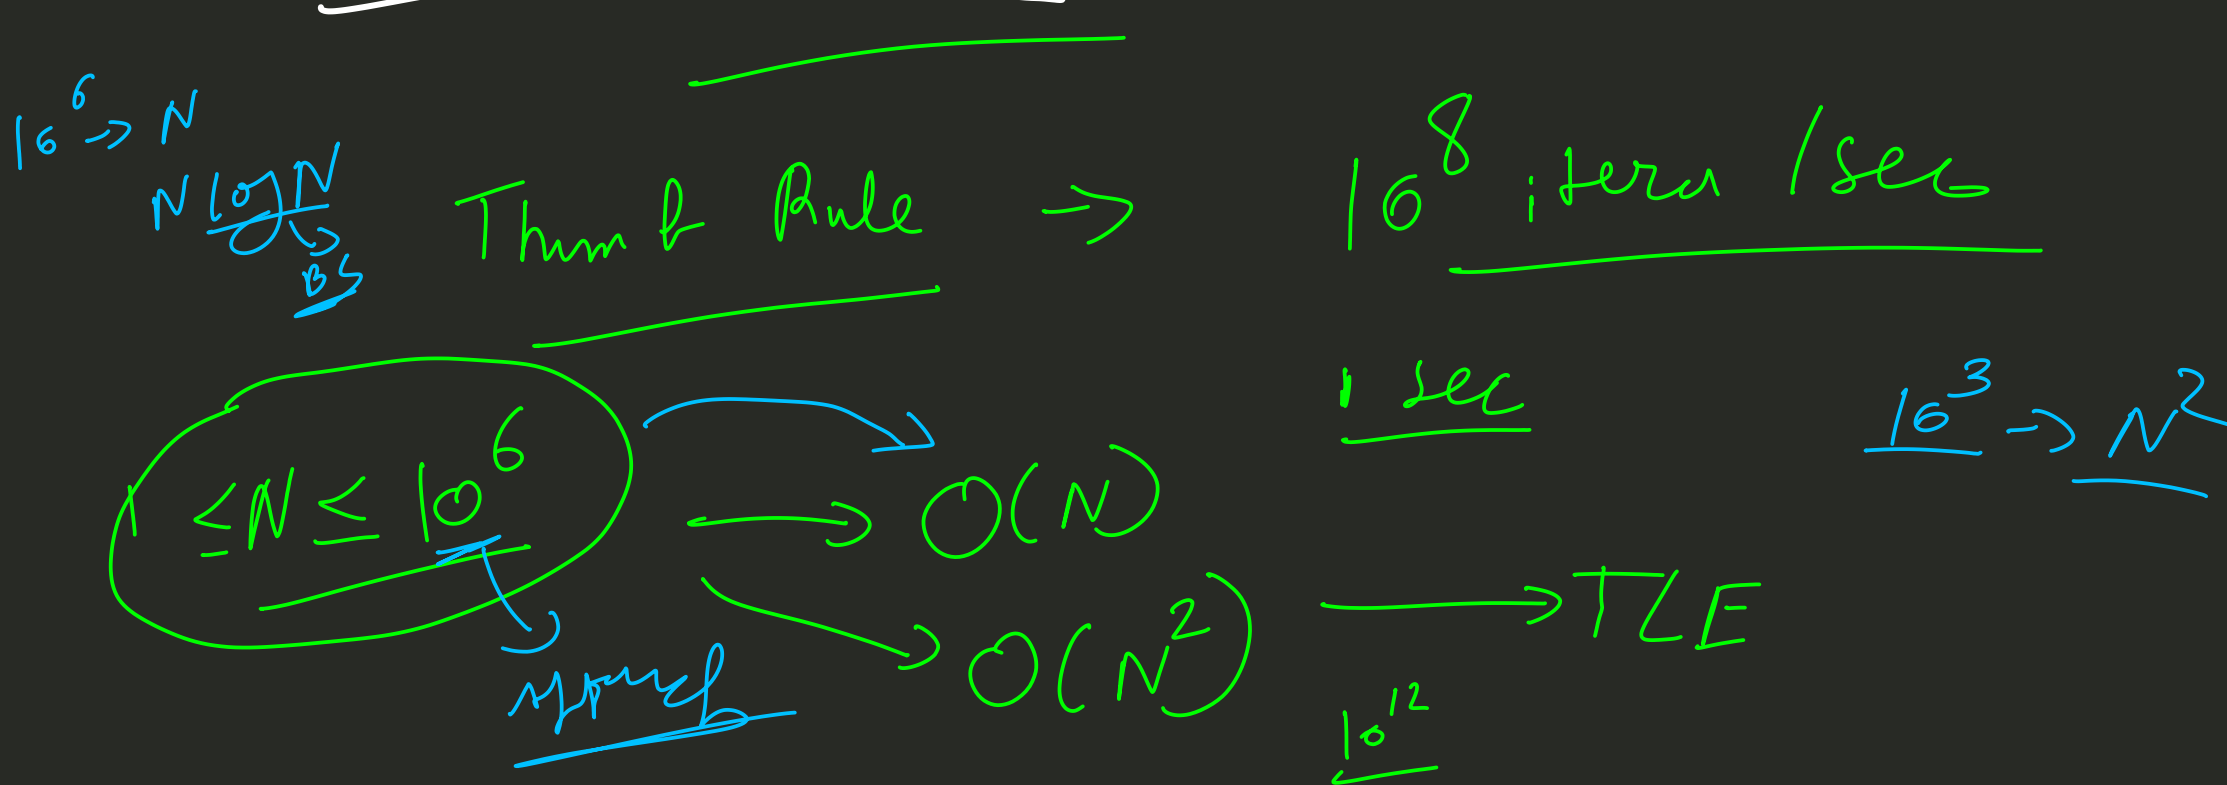 10^6 -> N
N log N
BS
Thumb Rule -> 10^8 itern / sec
1 sec
10^3 -> N^2
1 ≤ N ≤ 10^6 -> O(N)
O(N^2) -> TLE
10^12